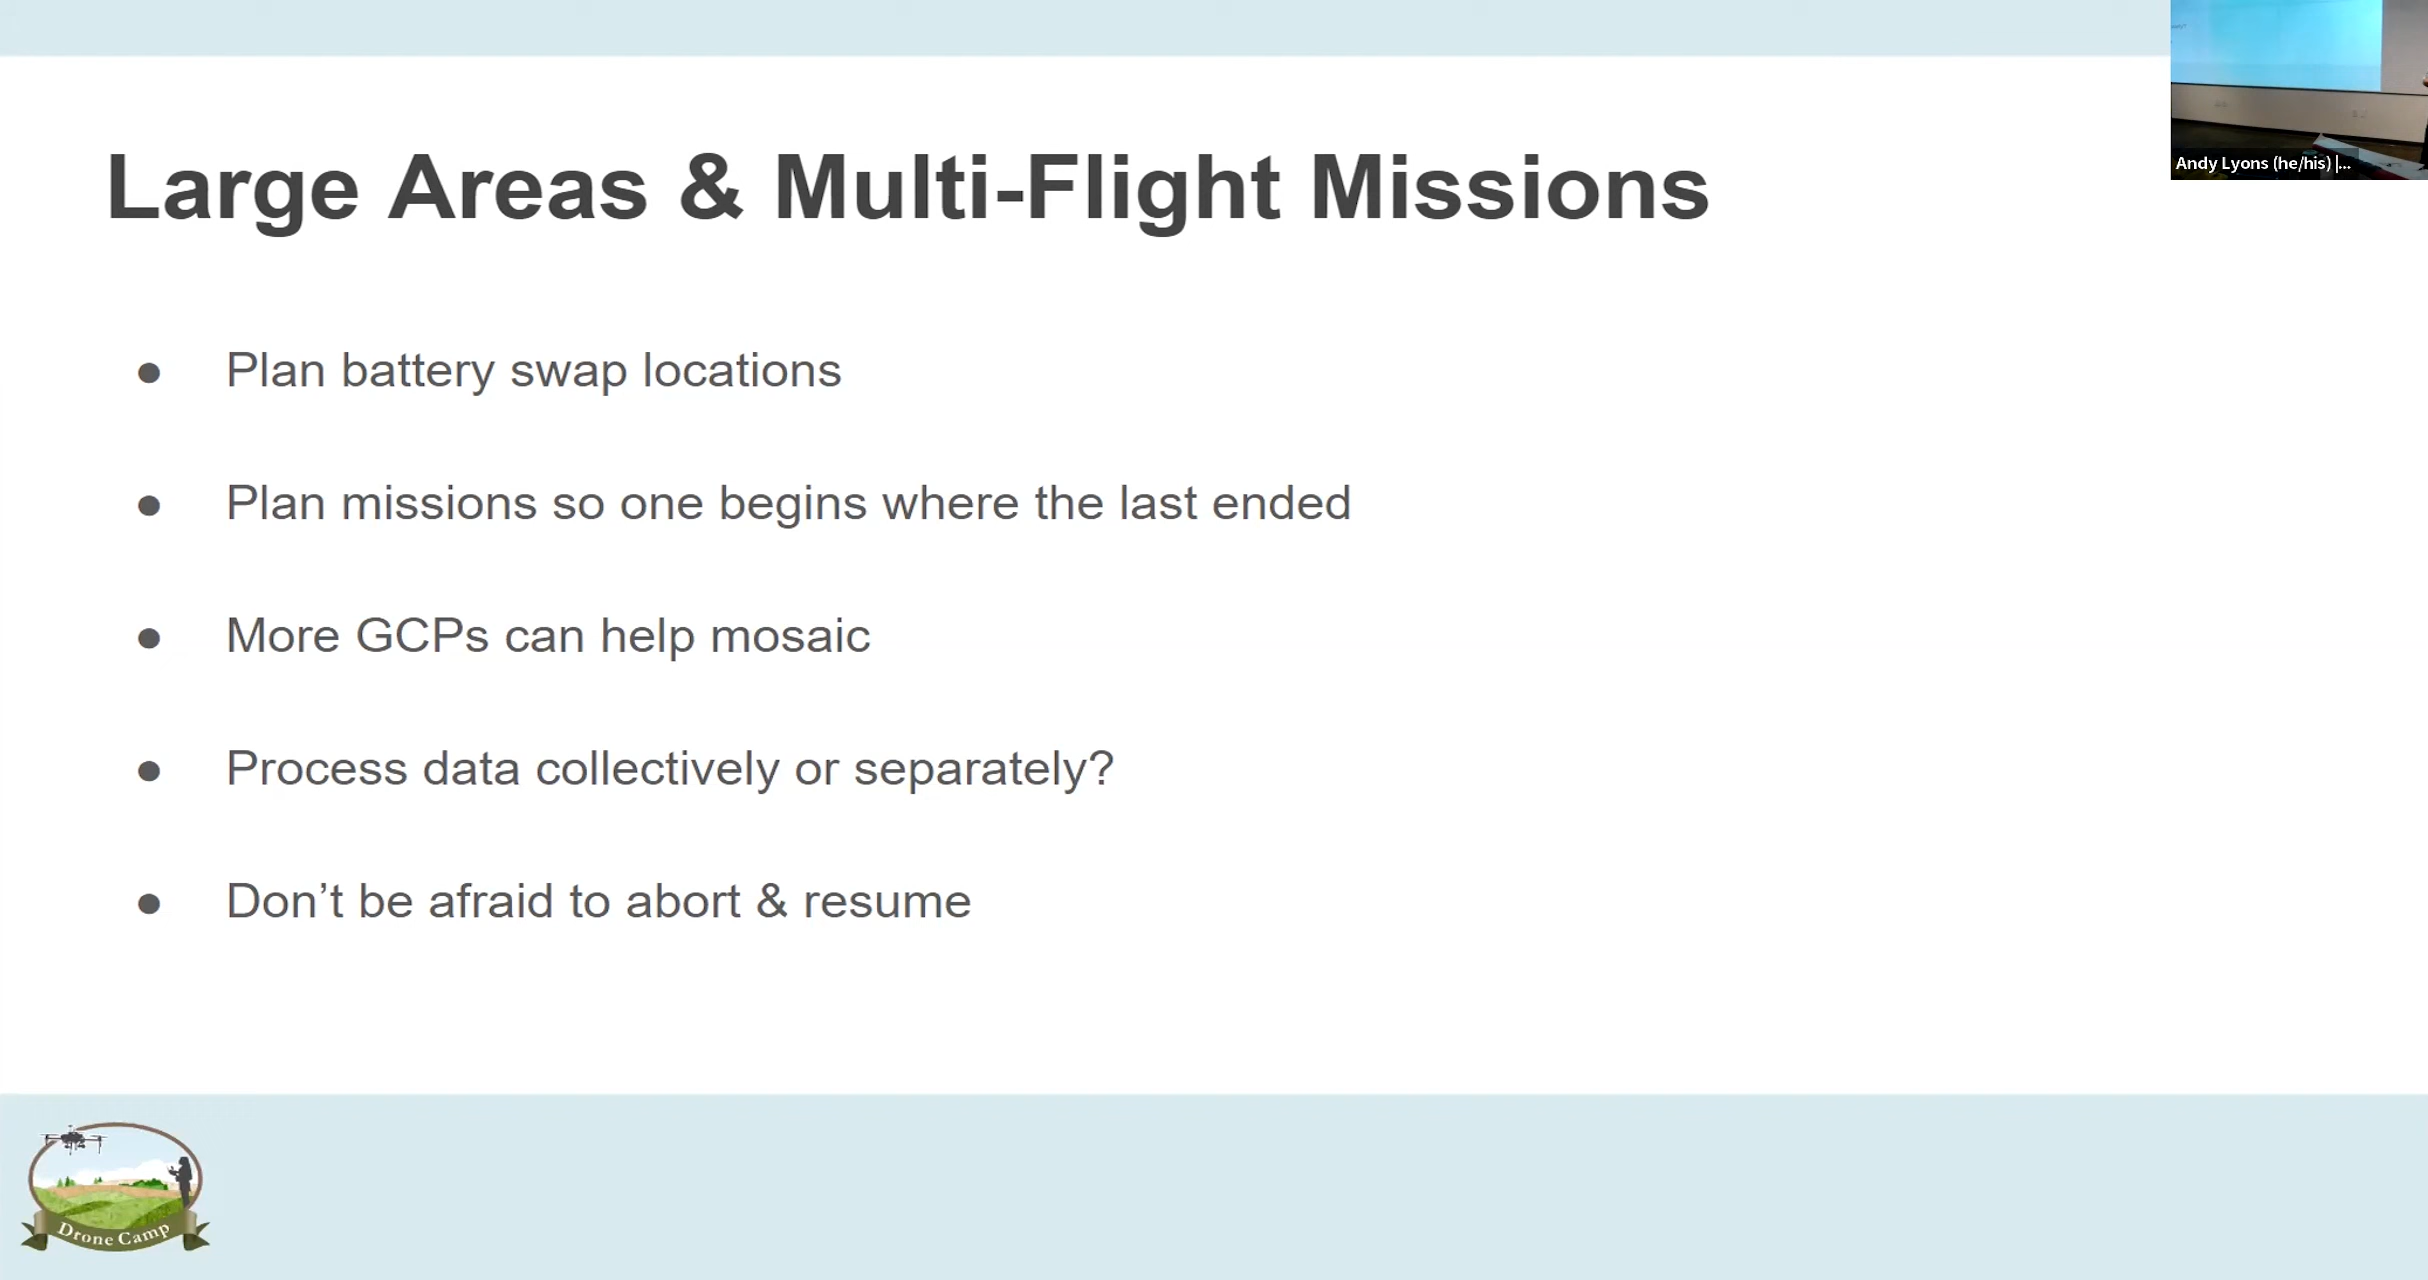 Large Areas & Multi-Flight Missions
Andy Lyons (he/his) |...
● Plan battery swap locations
● Plan missions so one begins where the last ended
● More GCPs can help mosaic
● Process data collectively or separately?
● Don’t be afraid to abort & resume
Drone Camp